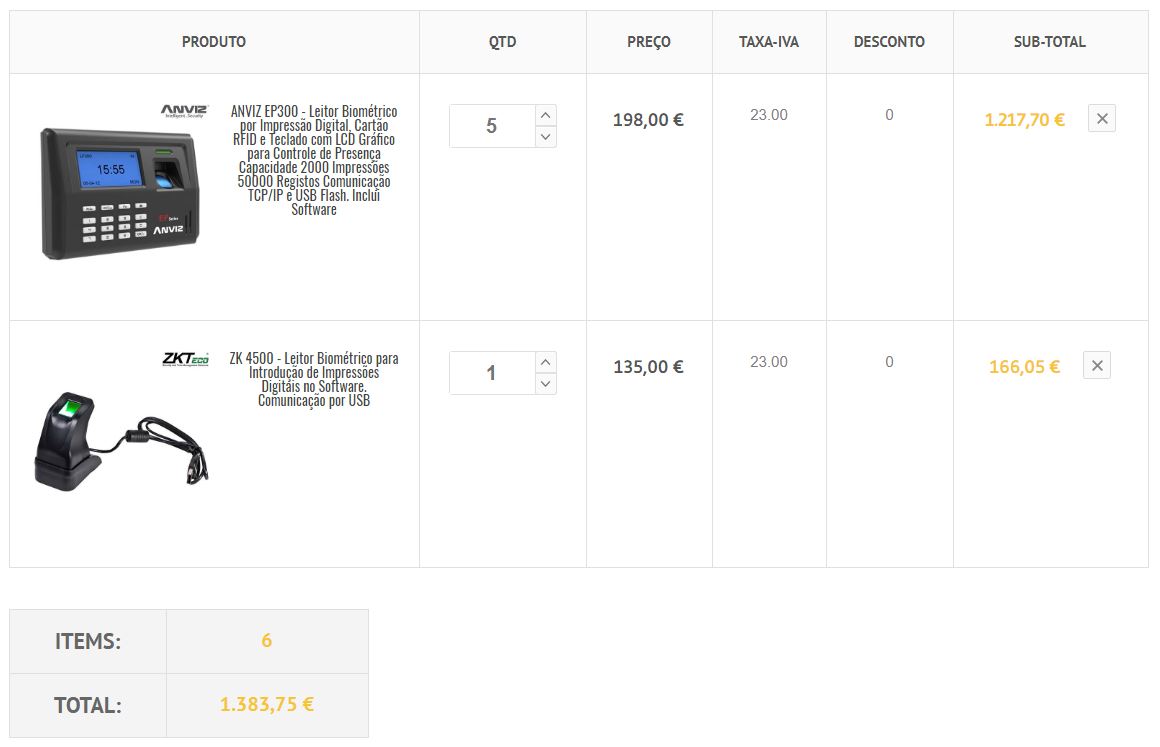 PRODUTO QTD PREÇO TAXA-IVA DESCONTO SUB-TOTAL
ANVIZ
Intelligent Security
ANVIZ EP300 - Leitor Biométrico
por Impressão Digital, Cartão
RFID e Teclado com LCD Gráfico
para Controle de Presença
Capacidade 2000 Impressões
50000 Registos Comunicação
TCP/IP e USB Flash. Inclui
Software
15:55
EP Series
ANVIZ
5 198,00 € 23.00 0 1.217,70 €
ZKTeco
ZK 4500 - Leitor Biométrico para
Introdução de Impressões
Digitais no Software.
Comunicação por USB
1 135,00 € 23.00 0 166,05 €
ITEMS: 6
TOTAL: 1.383,75 €